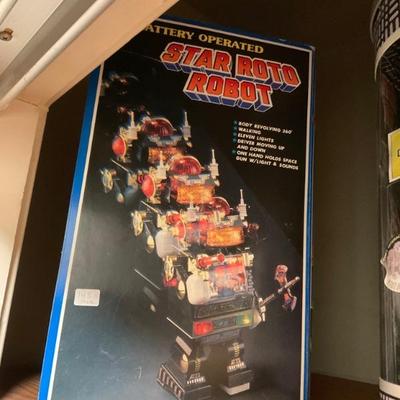 BATTERY OPERATED
STAR ROTO
ROBOT
BODY REVOLVING 360°
WALKING
ELEVEN LIGHTS
DRIVER MOVING UP
AND DOWN
ONE HAND HOLDS SPACE
GUN W/LIGHT & SOUNDS